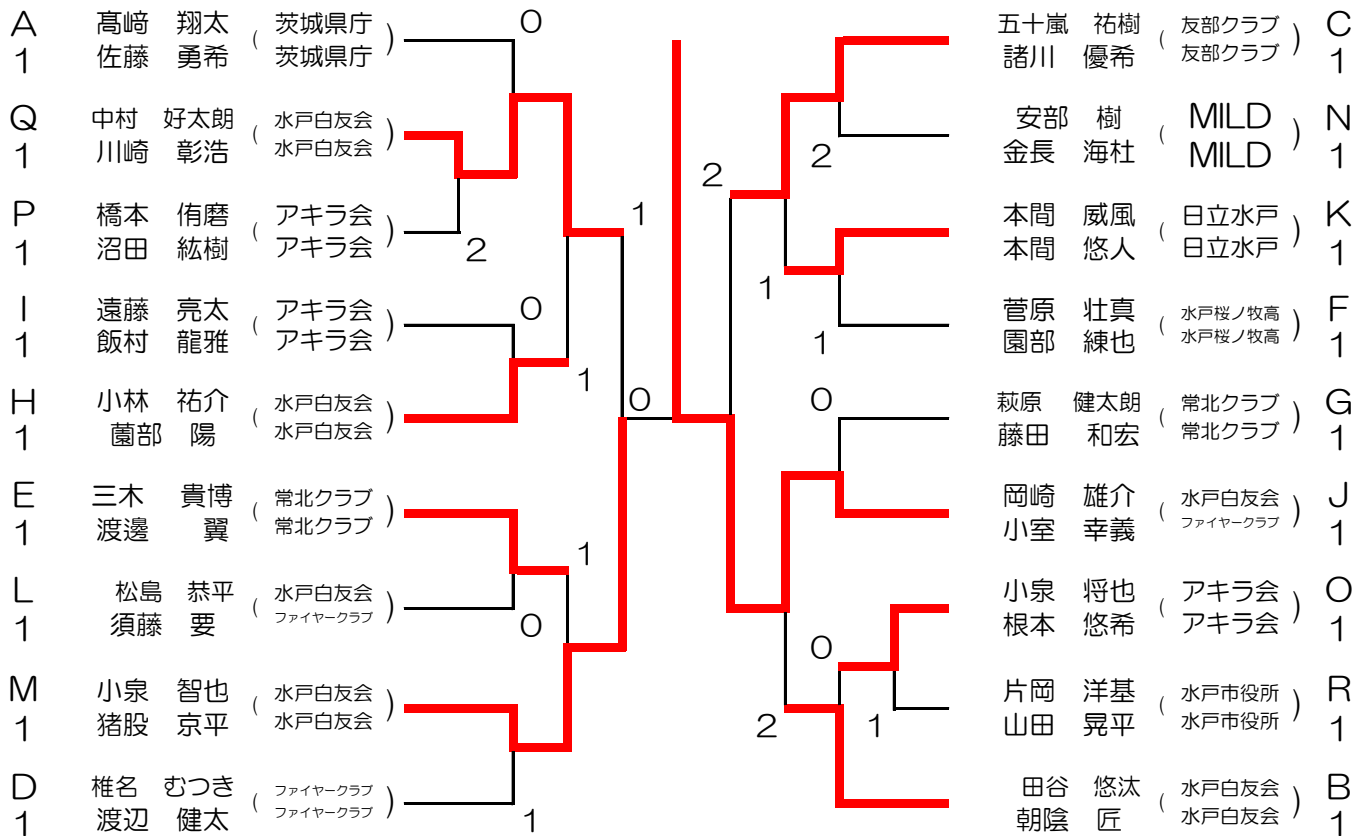 A 髙﨑 翔太 ( 茨城県庁 )
1 佐藤 勇希 茨城県庁
0
Q 中村 好太朗 ( 水戸白友会 )
1 川崎 彰浩 水戸白友会
P 橋本 侑磨 ( アキラ会 )
1 沼田 紘樹 アキラ会
2
1
I 遠藤 亮太 ( アキラ会 )
1 飯村 龍雅 アキラ会
0
H 小林 祐介 ( 水戸白友会 )
1 薗部 陽 水戸白友会
1
0
E 三木 貴博 ( 常北クラブ )
1 渡邊 翼 常北クラブ
1
L 松島 恭平 ( 水戸白友会 )
1 須藤 要 ファイヤークラブ
0
M 小泉 智也 ( 水戸白友会 )
1 猪股 京平 水戸白友会
D 椎名 むつき ( ファイヤークラブ )
1 渡辺 健太 ファイヤークラブ
1
五十嵐 祐樹 ( 友部クラブ ) C
諸川 優希 友部クラブ 1
安部 樹 ( MILD ) N
金長 海杜 MILD 1
2
2
本間 威風 ( 日立水戸 ) K
本間 悠人 日立水戸 1
1
菅原 壮真 ( 水戸桜ノ牧高 ) F
園部 練也 水戸桜ノ牧高 1
1
萩原 健太朗 ( 常北クラブ ) G
藤田 和宏 常北クラブ 1
0
岡崎 雄介 ( 水戸白友会 ) J
小室 幸義 ファイヤークラブ 1
小泉 将也 ( アキラ会 ) O
根本 悠希 アキラ会 1
0
片岡 洋基 ( 水戸市役所 ) R
山田 晃平 水戸市役所 1
2
1
田谷 悠汰 ( 水戸白友会 ) B
朝陰 匠 水戸白友会 1